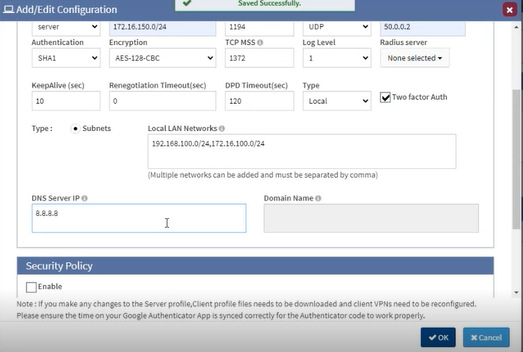 Saved Successfully.
Add/Edit Configuration
server 172.16.150.0/24 1194 UDP 50.0.0.2
Authentication Encryption TCP MSS Log Level Radius server
SHA1 AES-128-CBC 1372 1 None selected
KeepAlive (sec) Renegotiation Timeout(sec) DPD Timeout(sec) Type
10 0 120 Local Two factor Auth
Type : Subnets Local LAN Networks
192.168.100.0/24,172.16.100.0/24
(Multiple networks can be added and must be separated by comma)
DNS Server IP Domain Name
8.8.8.8
Security Policy
Enable
Note : If you make any changes to the Server profile,Client profile files needs to be downloaded and client VPNs need to be reconfigured.
Please ensure the time on your Google Authenticator App is synced correctly for the Authenticator code to work properly.
OK Cancel